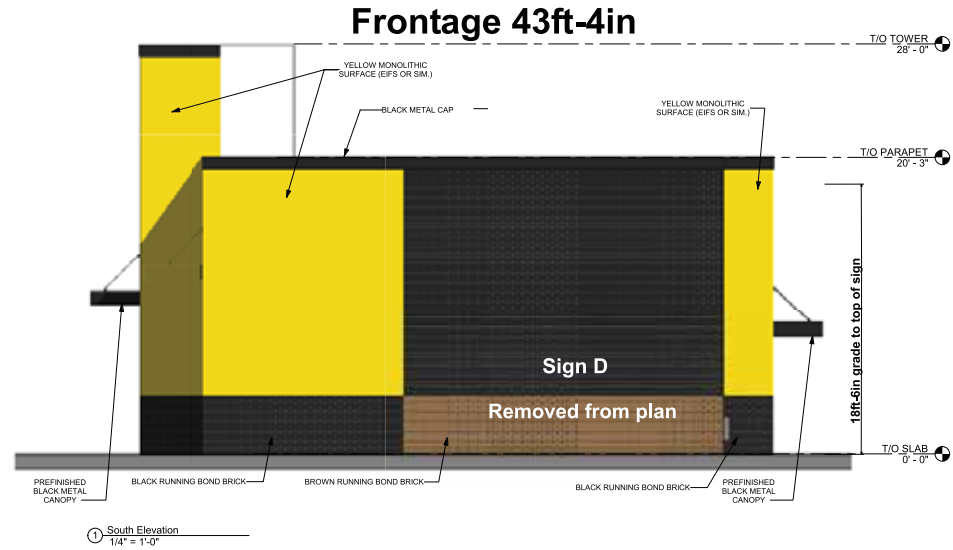 Frontage 43ft-4in
T/O TOWER
28' - 0"
YELLOW MONOLITHIC
SURFACE (EIFS OR SIM.)
BLACK METAL CAP
YELLOW MONOLITHIC
SURFACE (EIFS OR SIM.)
T/O PARAPET
20' - 3"
18ft-6in grade to top of sign
Sign D
Removed from plan
T/O SLAB
0' - 0"
PREFINISHED
BLACK METAL
CANOPY
BLACK RUNNING BOND BRICK
BROWN RUNNING BOND BRICK
BLACK RUNNING BOND BRICK
PREFINISHED
BLACK METAL
CANOPY
1 South Elevation
1/4" = 1'-0"